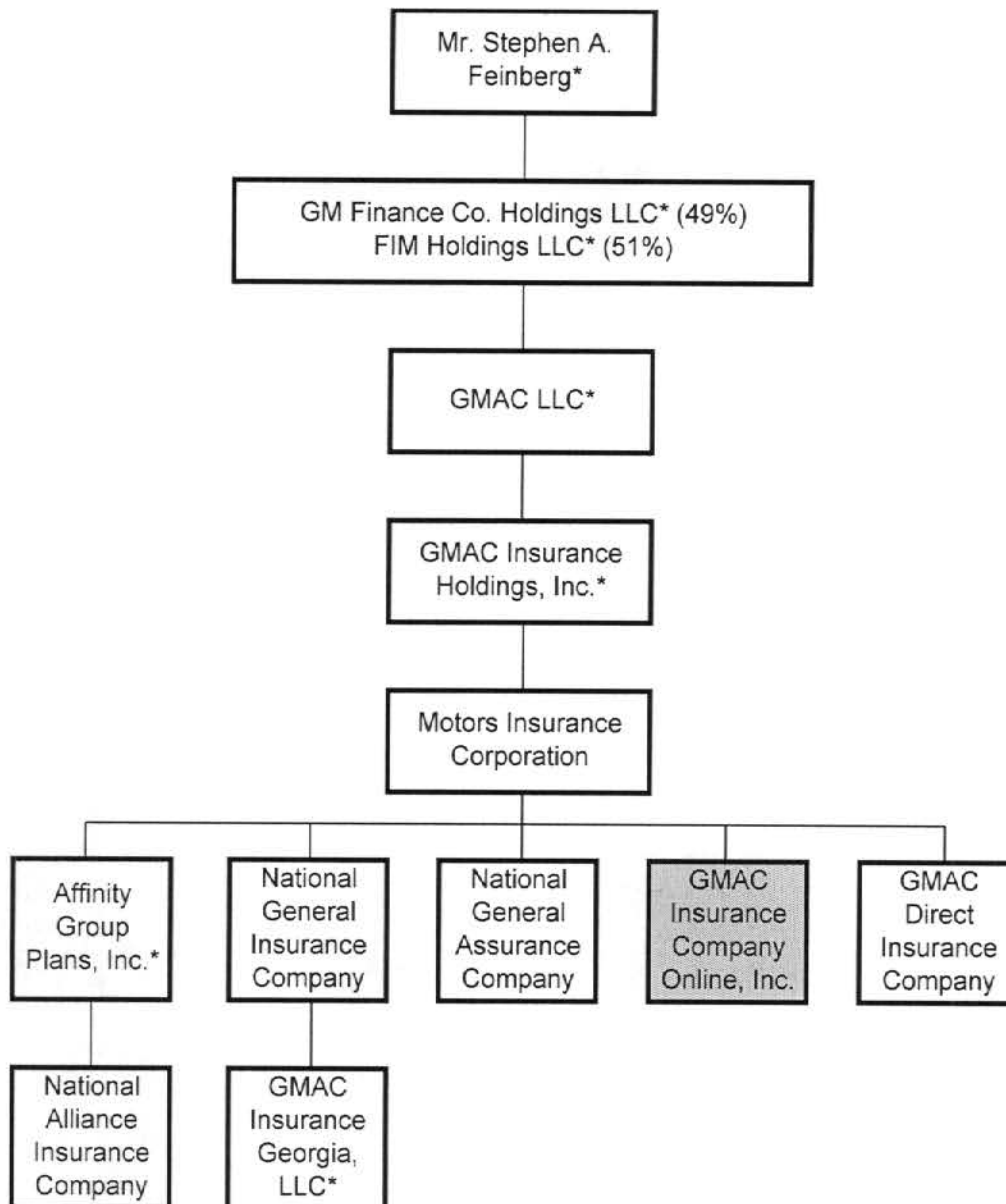 Mr. Stephen A.
Feinberg*
GM Finance Co. Holdings LLC* (49%)
FIM Holdings LLC* (51%)
GMAC LLC*
GMAC Insurance
Holdings, Inc.*
Motors Insurance
Corporation
Affinity
Group
Plans, Inc.*
National
General
Insurance
Company
National
General
Assurance
Company
GMAC
Insurance
Company
Online, Inc.
GMAC
Direct
Insurance
Company
National
Alliance
Insurance
Company
GMAC
Insurance
Georgia,
LLC*